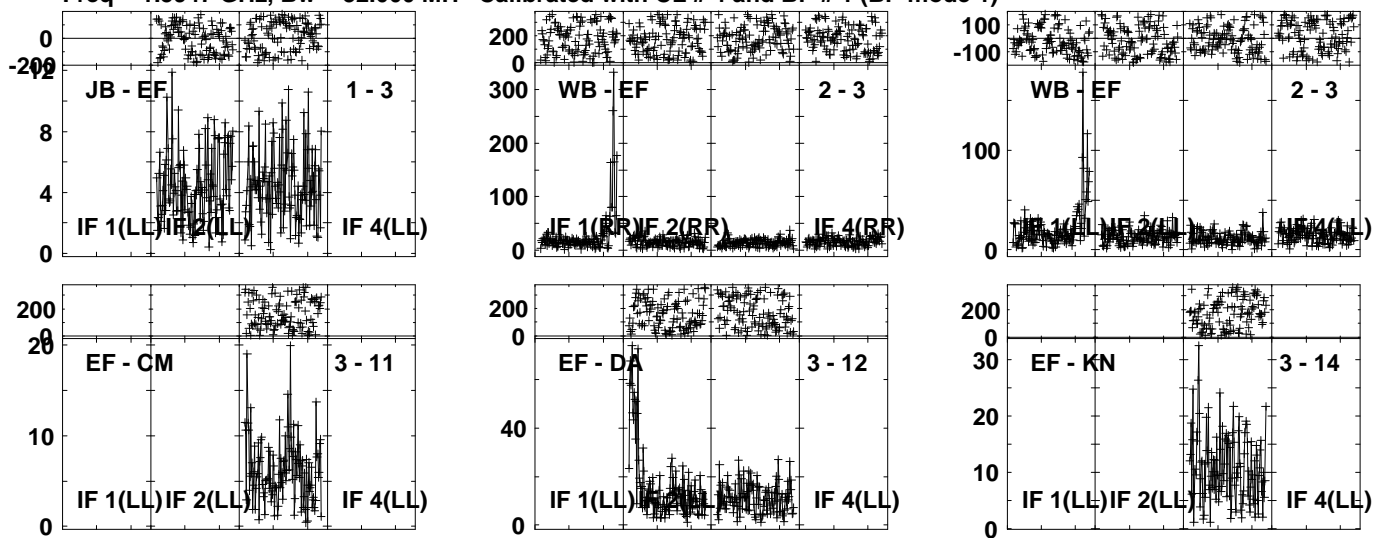 0
-200
200
0
100
-100
12
8
4
0
JB - EF
1 - 3
IF 1(LL) IF 2(LL)
IF 4(LL)
300
200
100
0
WB - EF
2 - 3
IF 1(RR) IF 2(RR)
IF 4(RR)
100
0
WB - EF
2 - 3
IF 1(LL) IF 2(LL)
IF 4(LL)
200
0
200
0
200
0
20
10
0
EF - CM
3 - 11
IF 1(LL) IF 2(LL)
IF 4(LL)
40
0
EF - DA
3 - 12
IF 1(LL) IF 2(LL)
IF 4(LL)
30
20
10
0
EF - KN
3 - 14
IF 1(LL) IF 2(LL)
IF 4(LL)